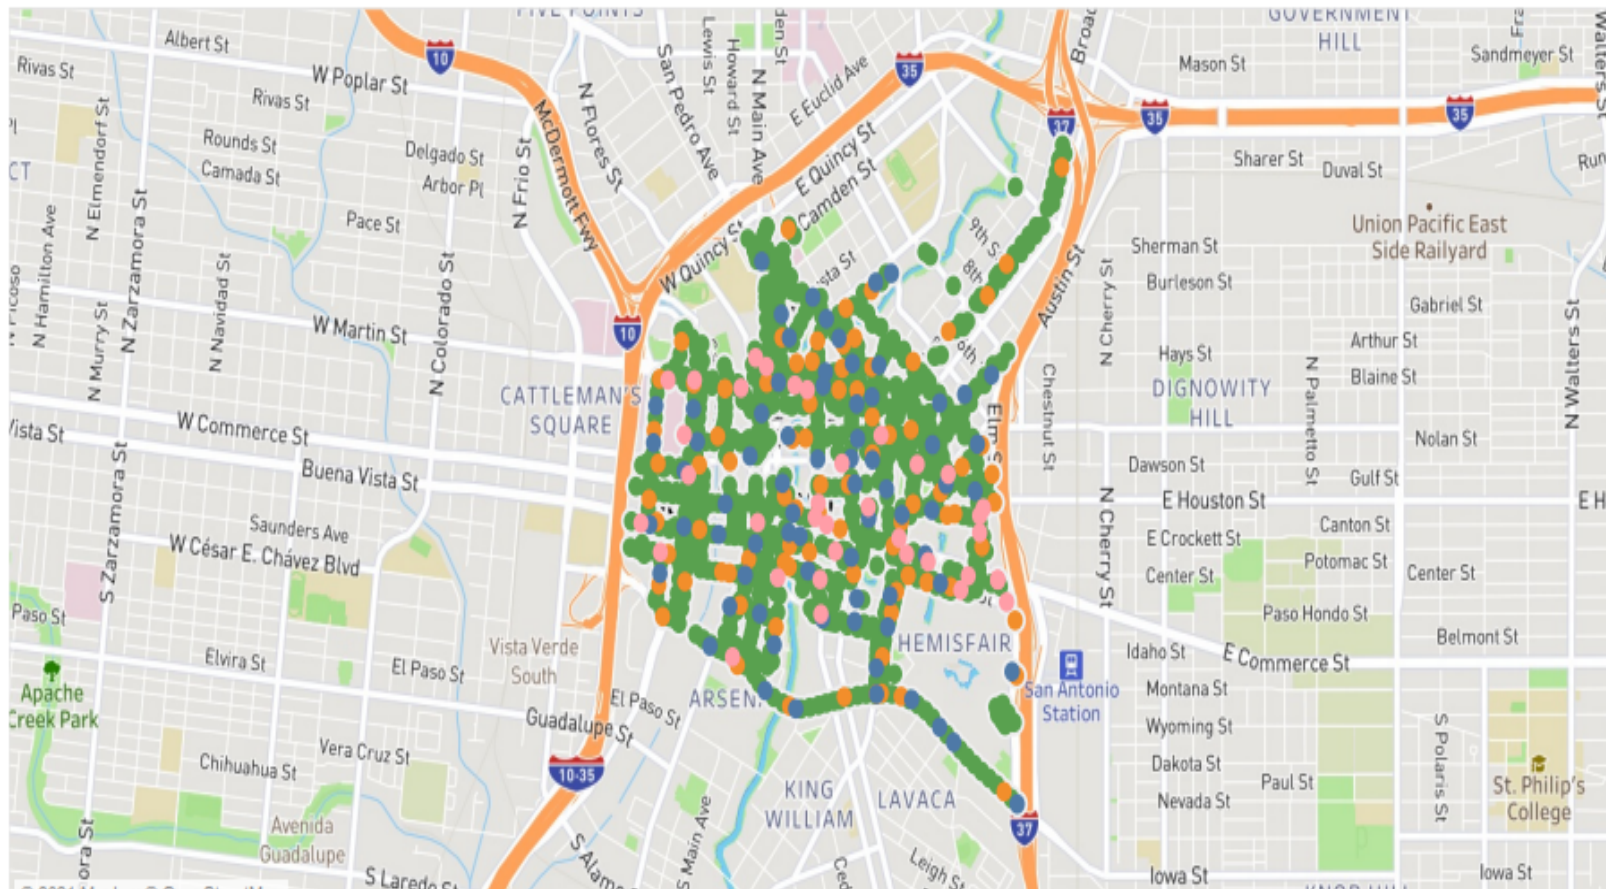 FIVE POINTS
GOVERNMENT
HILL
Albert St
Rivas St
W Poplar St
Rivas St
Rounds St
Camada St
Delgado St
Arbor Pl
Pace St
N Elmendorf St
N Hamilton Ave
N Zarzamora St
N Murry St
N Navidad St
N Colorado St
N Frio St
McDermott Fwy
N Flores St
San Pedro Ave
Lewis St
Howard St
N Main Ave
E Euclid Ave
E Quincy St
Camden St
W Quincy St
10
35
37
35
35
Mason St
Sandmeyer St
Walters St
Sharer St
Duval St
Union Pacific East
Side Railyard
Sherman St
Burleson St
Gabriel St
Arthur St
Hays St
Blaine St
DIGNOWITY
HILL
N Palmetto St
N Walters St
N Cherry St
Austin St
Chestnut St
9th S
8th
W Martin St
10
CATTLEMAN'S
SQUARE
W Commerce St
Vista St
Buena Vista St
Saunders Ave
W César E. Chávez Blvd
S Zarzamora St
Nolan St
Dawson St
Gulf St
E Houston St
E H
Canton St
E Crockett St
Potomac St
Center St
Center St
N Cherry St
Paso Hondo St
Belmont St
Paso St
Elvira St
El Paso St
Vista Verde
South
El Paso St
Guadalupe St
HEMISFAIR
Idaho St
E Commerce St
San Antonio
Station
Montana St
Wyoming St
Dakota St
Paul St
Nevada St
S Polaris St
St. Philip's
College
Apache
Creek Park
Chihuahua St
Vera Cruz St
10-35
KING
WILLIAM
LAVACA
37
Avenida
Guadalupe
S Laredo St
S Main Ave
Leigh St
Iowa St
Iowa St